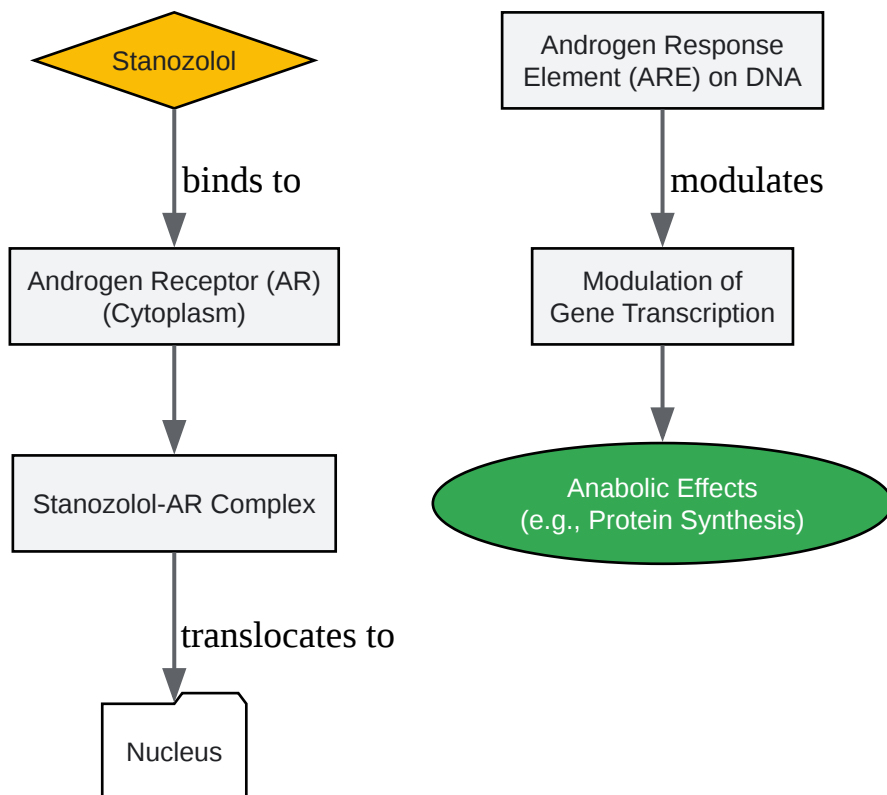 Stanozolol
binds to
Androgen Receptor (AR)
(Cytoplasm)
Stanozolol-AR Complex
translocates to
Nucleus
Androgen Response
Element (ARE) on DNA
modulates
Modulation of
Gene Transcription
Anabolic Effects
(e.g., Protein Synthesis)